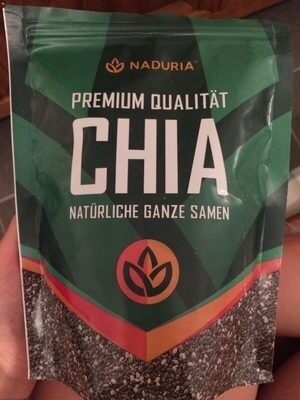 NADURIA
PREMIUM QUALITÄT
CHIA
NATÜRLICHE GANZE SAMEN